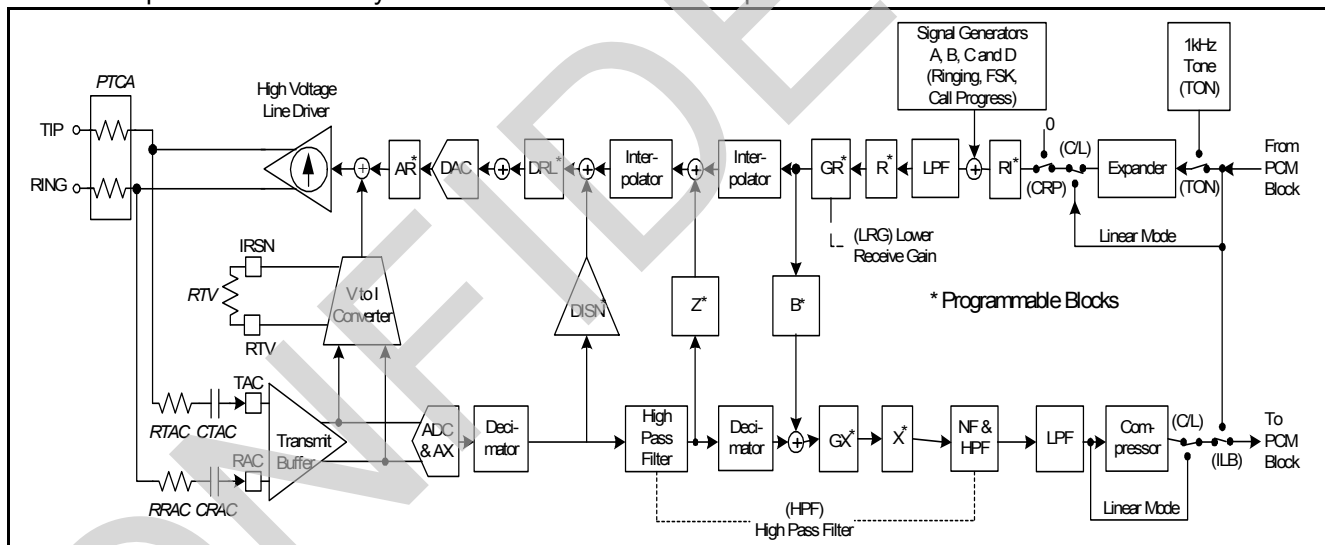 Signal Generators
A, B, C and D
(Ringing, FSK,
Call Progress)
1kHz
Tone
(TON)
PTCA
High Voltage
Line Driver
TIP
RING
AR*
DAC
DRL*
Inter-
polator
Inter-
polator
GR*
R*
LPF
RI*
0
(CRP)
(C/L)
Expander
(TON)
From
PCM
Block
(LRG) Lower
Receive Gain
Linear Mode
IRSN
RTV
RTV
V to I
Converter
DISN*
Z*
B*
* Programmable Blocks
TAC
RTAC CTAC
Transmit
Buffer
RAC
RRAC CRAC
ADC
& AX
Deci-
mator
High
Pass
Filter
Deci-
mator
GX*
X*
NF &
HPF
LPF
Com-
pressor
(C/L)
(ILB)
To
PCM
Block
(HPF)
High Pass Filter
Linear Mode